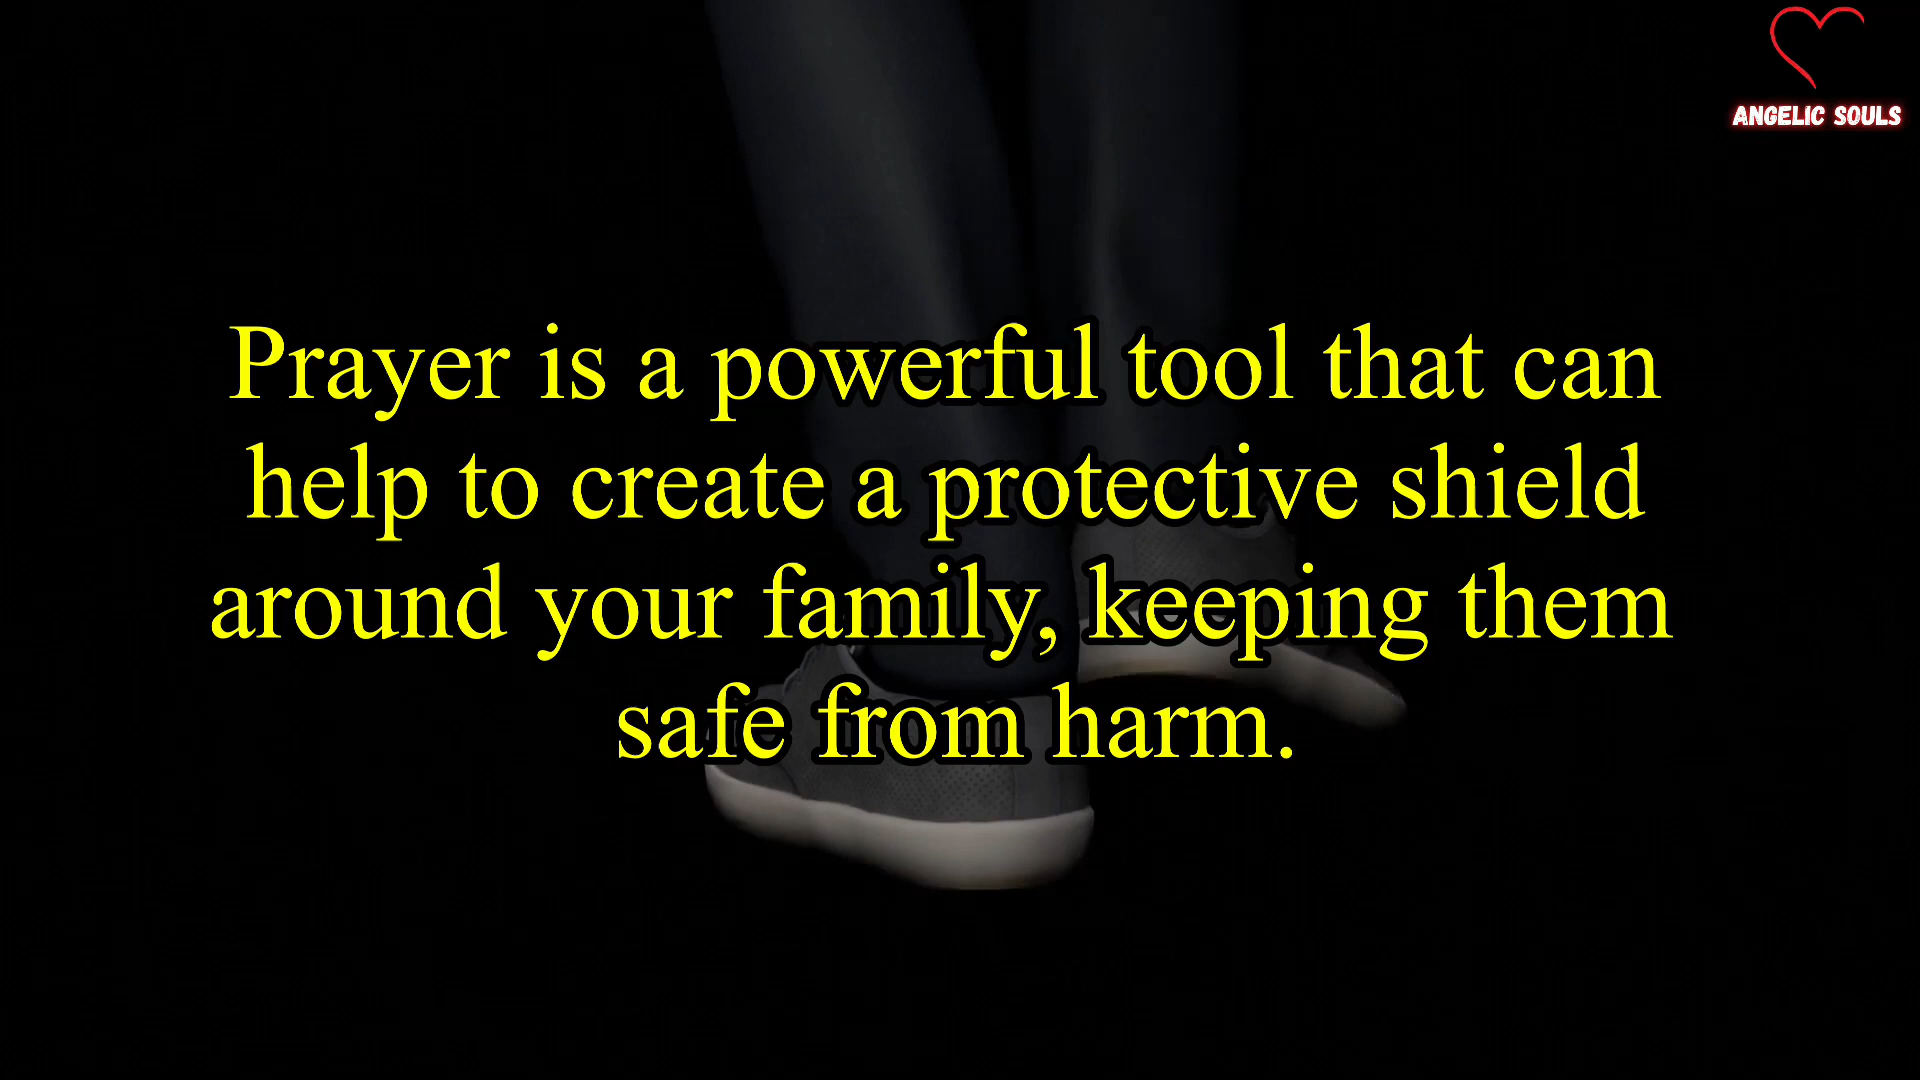 ANGELIC SOULS
Prayer is a powerful tool that can
help to create a protective shield
around your family, keeping them
safe from harm.